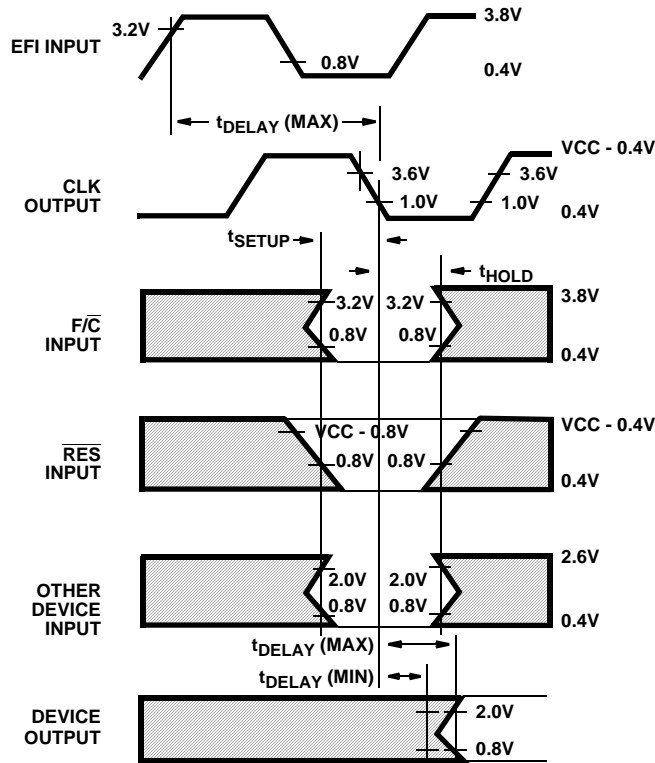 3.8V
3.2V
EFI INPUT
0.8V
0.4V
tDELAY (MAX)
VCC - 0.4V
3.6V
3.6V
CLK
OUTPUT
1.0V
1.0V
0.4V
tSETUP
tHOLD
3.8V
3.2V
3.2V
F/C̅
INPUT
0.8V
0.8V
0.4V
VCC - 0.4V
VCC - 0.8V
R̅E̅S̅
INPUT
0.8V
0.8V
0.4V
2.6V
2.0V
2.0V
OTHER
DEVICE
INPUT
0.8V
0.8V
0.4V
tDELAY (MAX)
tDELAY (MIN)
DEVICE
OUTPUT
2.0V
0.8V